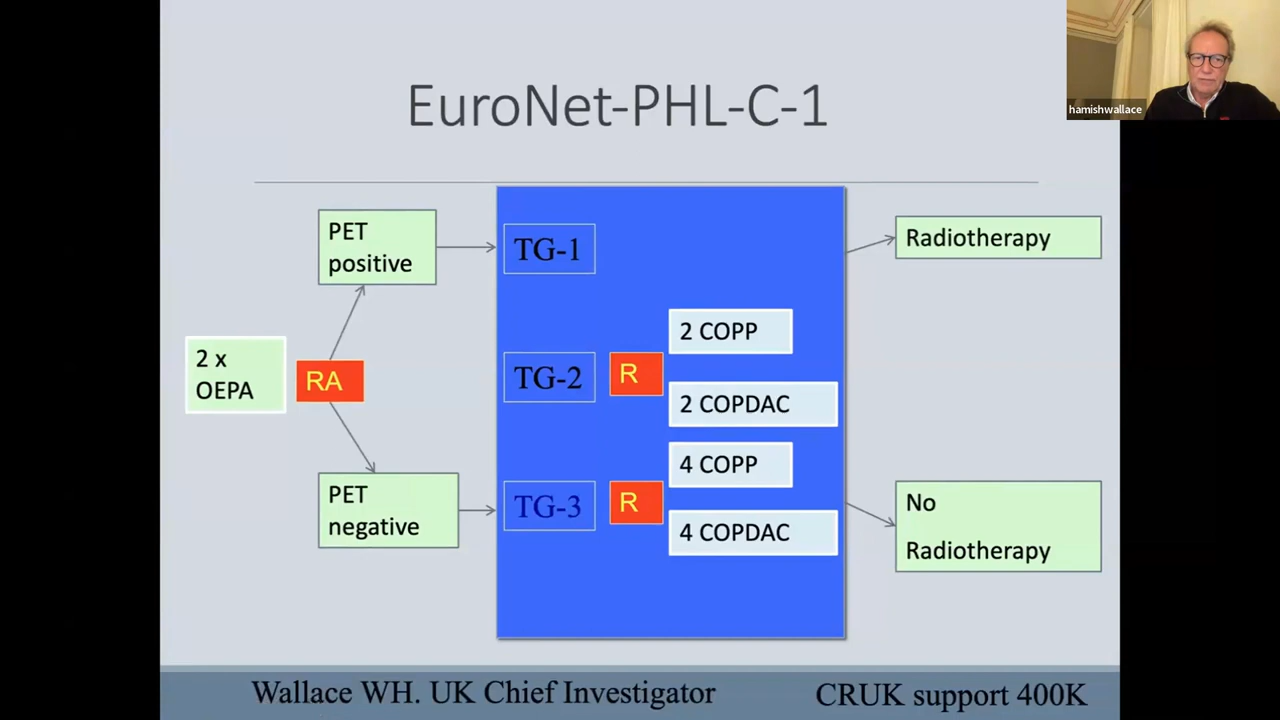 hamishwallace
EuroNet-PHL-C-1
PET
positive
TG-1
Radiotherapy
2 COPP
2 x
OEPA
RA
TG-2
R
2 COPDAC
4 COPP
PET
negative
TG-3
R
4 COPDAC
No
Radiotherapy
Wallace WH. UK Chief Investigator
CRUK support 400K